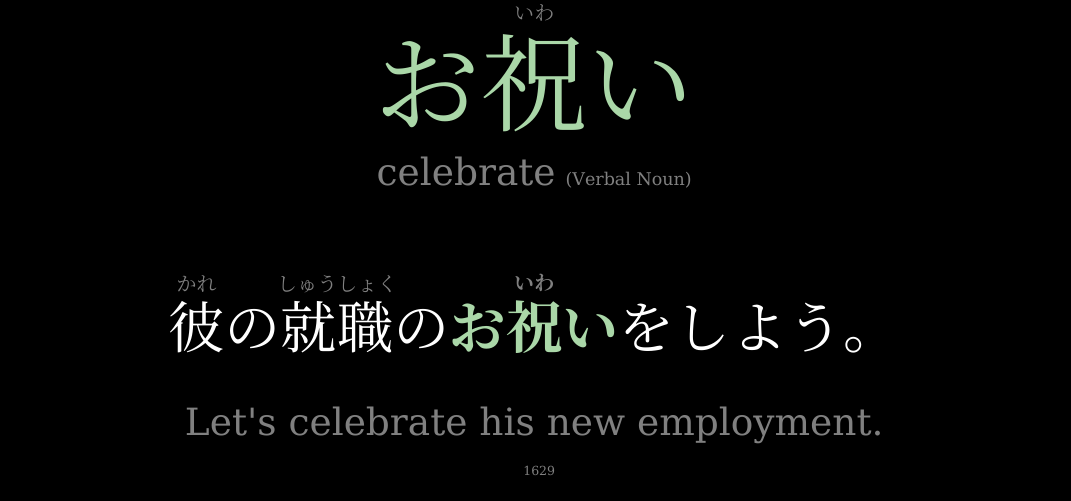 いわ
お祝い
celebrate (Verbal Noun)
かれ しゅうしょく いわ
彼の就職のお祝いをしよう。
Let's celebrate his new employment.
1629